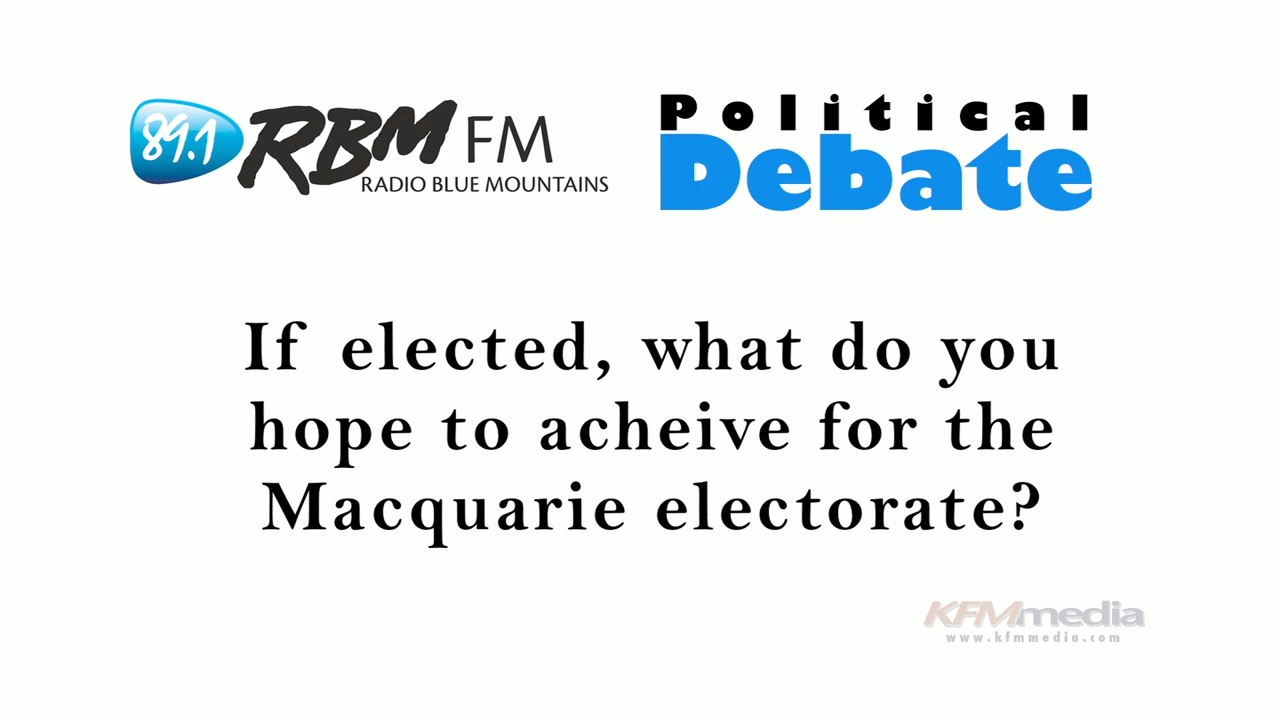 89.1 RBM FM
RADIO BLUE MOUNTAINS
Political
Debate
If elected, what do you
hope to acheive for the
Macquarie electorate?
KFMmedia
www.kfmmedia.com